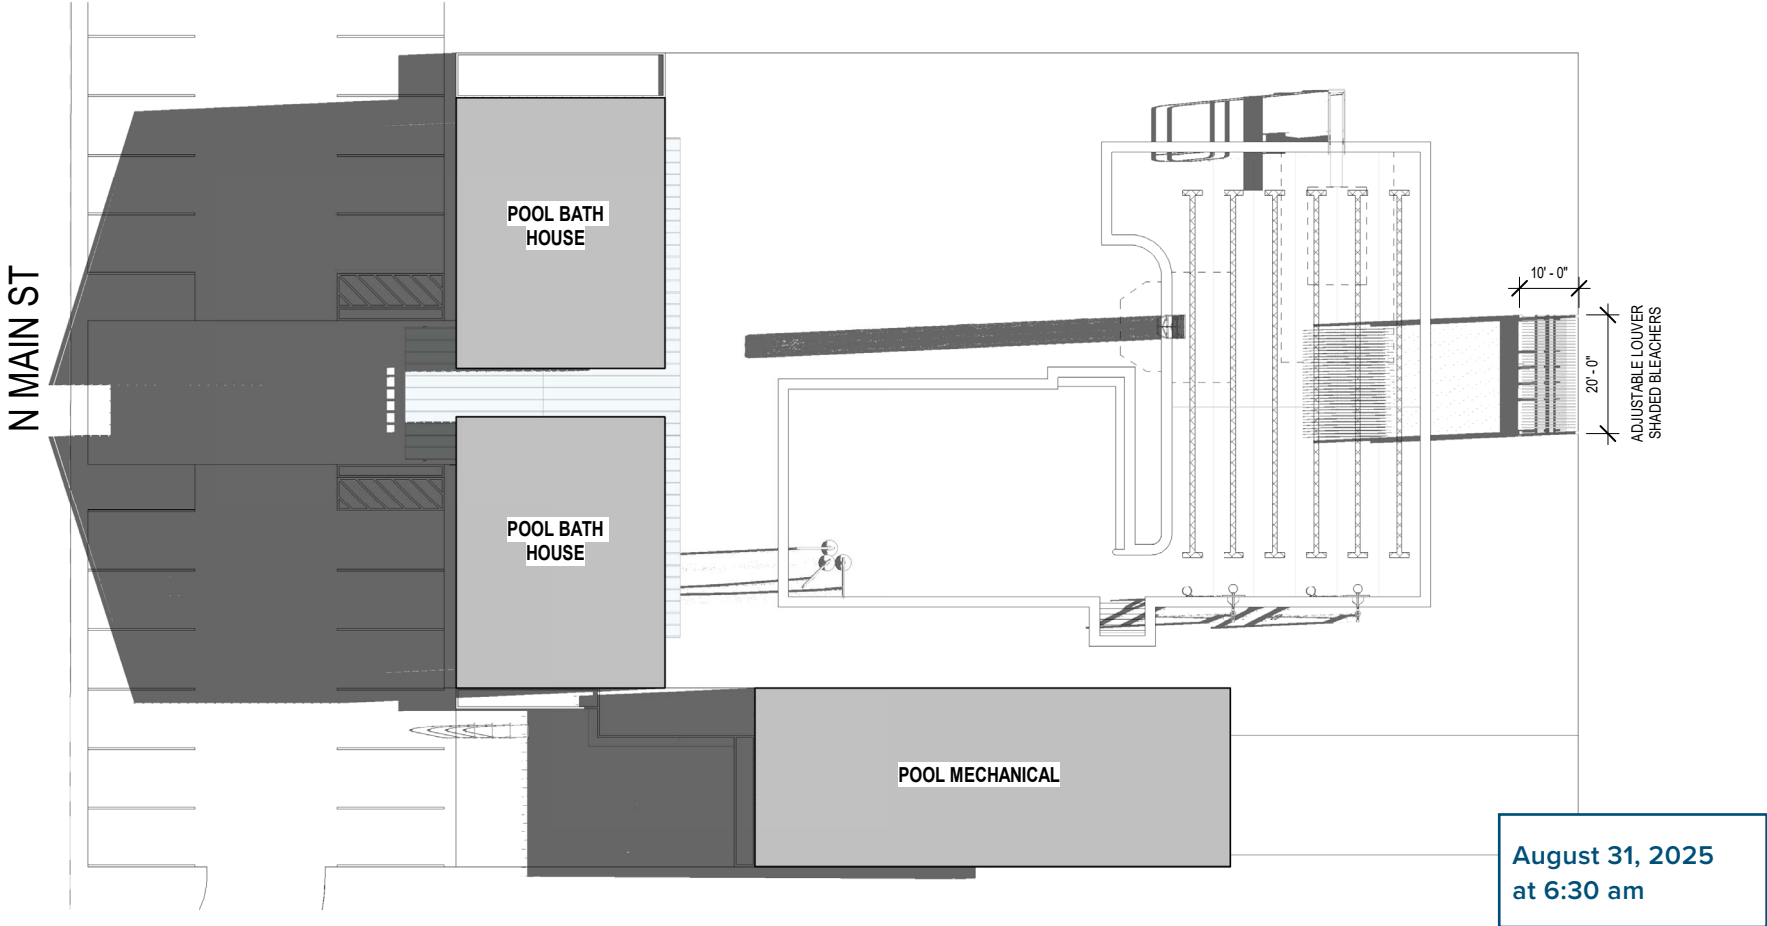 N MAIN ST
POOL BATH
HOUSE
POOL BATH
HOUSE
10' - 0"
20' - 0"
ADJUSTABLE LOUVER
SHADED BLEACHERS
POOL MECHANICAL
August 31, 2025
at 6:30 am